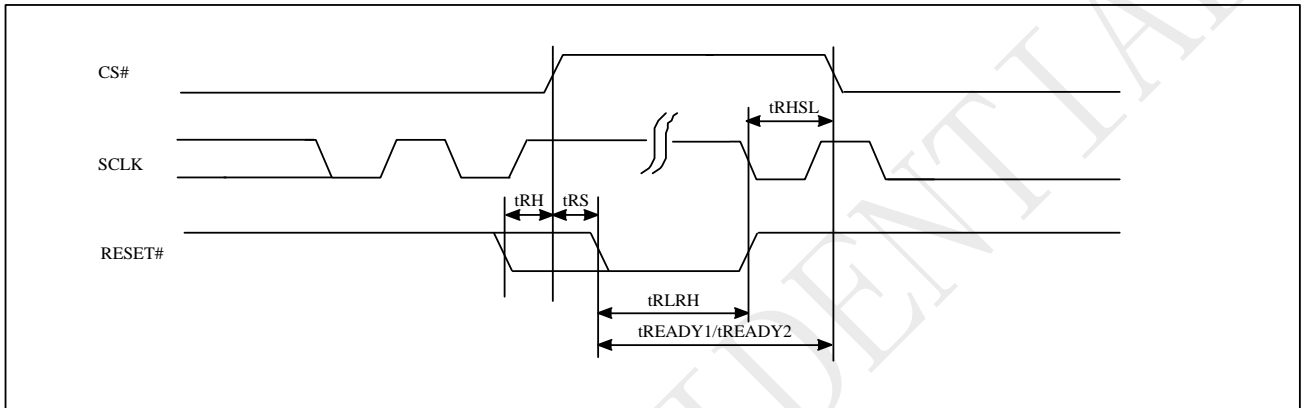 CS#
tRHSL
SCLK
tRH tRS
RESET#
tRLRH
tREADY1/tREADY2